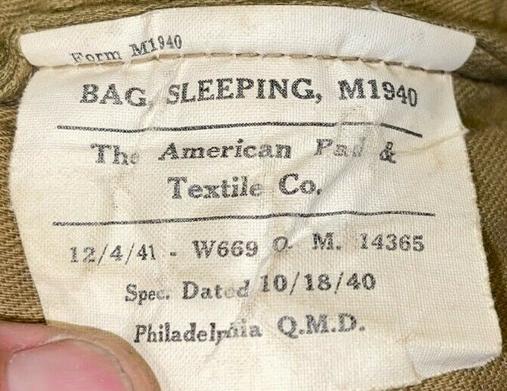 Form M1940
BAG, SLEEPING, M1940
The American Pad &
Textile Co.
12/4/41 - W669 Q. M. 14365
Spec. Dated 10/18/40
Philadelphia Q.M.D.